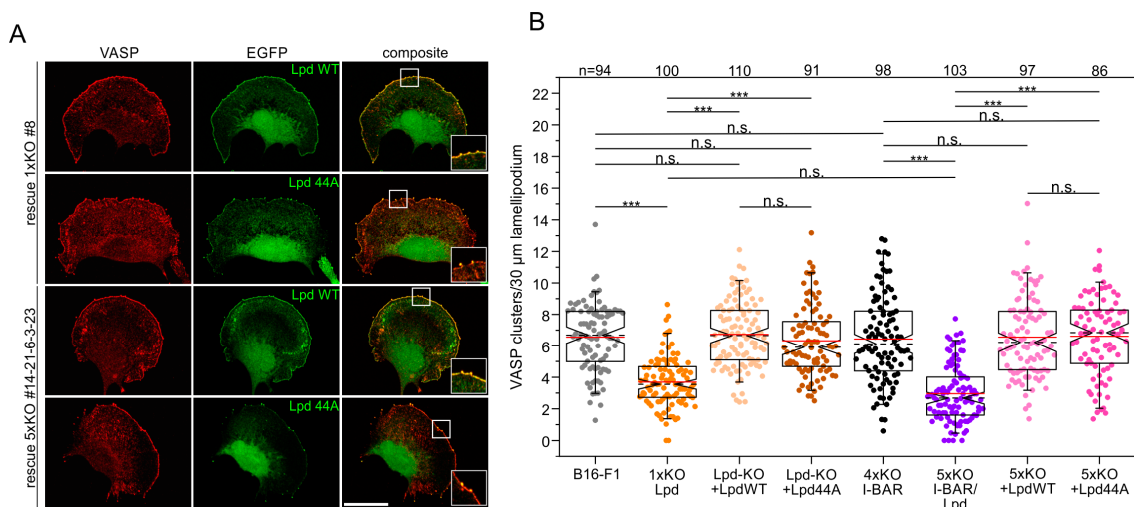 A
VASP
EGFP
composite
rescue 1xKO #8
Lpd WT
Lpd 44A
rescue 5xKO #14-21-6-3-23
Lpd WT
Lpd 44A
B
n=94
100
110
91
98
103
97
86
VASP clusters/30 µm lamellipodium
22
20
18
16
14
12
10
8
6
4
2
0
***
***
***
***
n.s.
n.s.
n.s.
n.s.
n.s.
***
n.s.
n.s.
***
n.s.
B16-F1
1xKO
Lpd
Lpd-KO
+LpdWT
Lpd-KO
+Lpd44A
4xKO
I-BAR
5xKO
I-BAR/
Lpd
5xKO
+LpdWT
5xKO
+Lpd44A